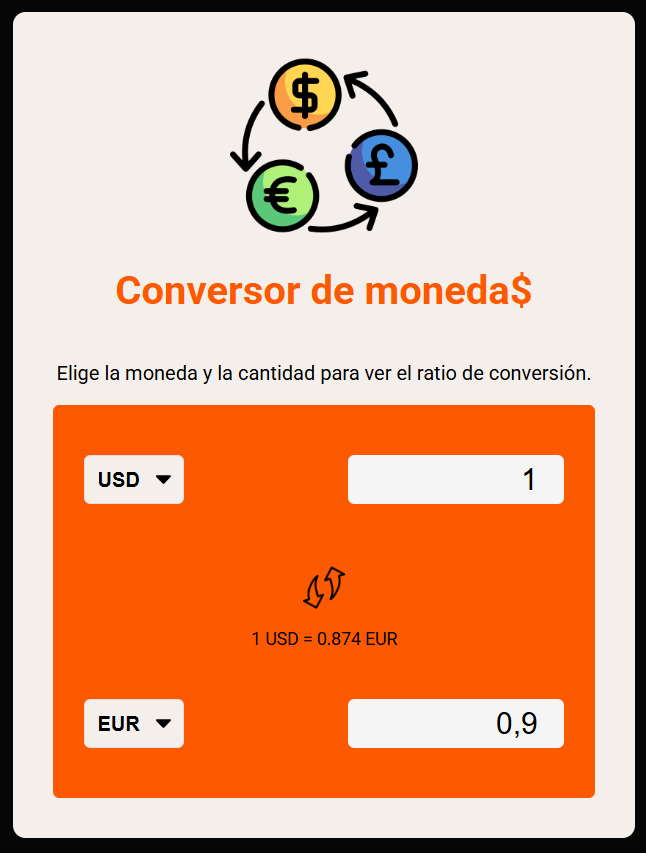 $
£
€
Conversor de moneda$
Elige la moneda y la cantidad para ver el ratio de conversión.
USD
1
1 USD = 0.874 EUR
EUR
0,9